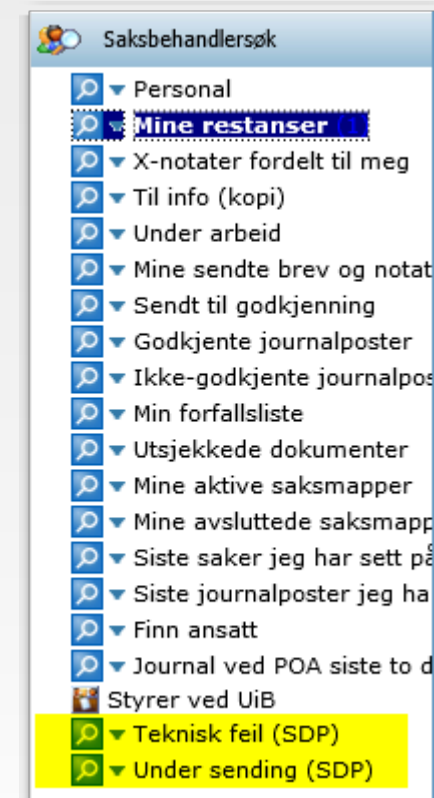 Saksbehandlersøk
Personal
Mine restanser (1)
X-notater fordelt til meg
Til info (kopi)
Under arbeid
Mine sendte brev og notat
Sendt til godkjenning
Godkjente journalposter
Ikke-godkjente journalpos
Min forfallsliste
Utsjekkede dokumenter
Mine aktive saksmapper
Mine avsluttede saksmapp
Siste saker jeg har sett på
Siste journalposter jeg ha
Finn ansatt
Journal ved POA siste to d
Styrer ved UiB
Teknisk feil (SDP)
Under sending (SDP)